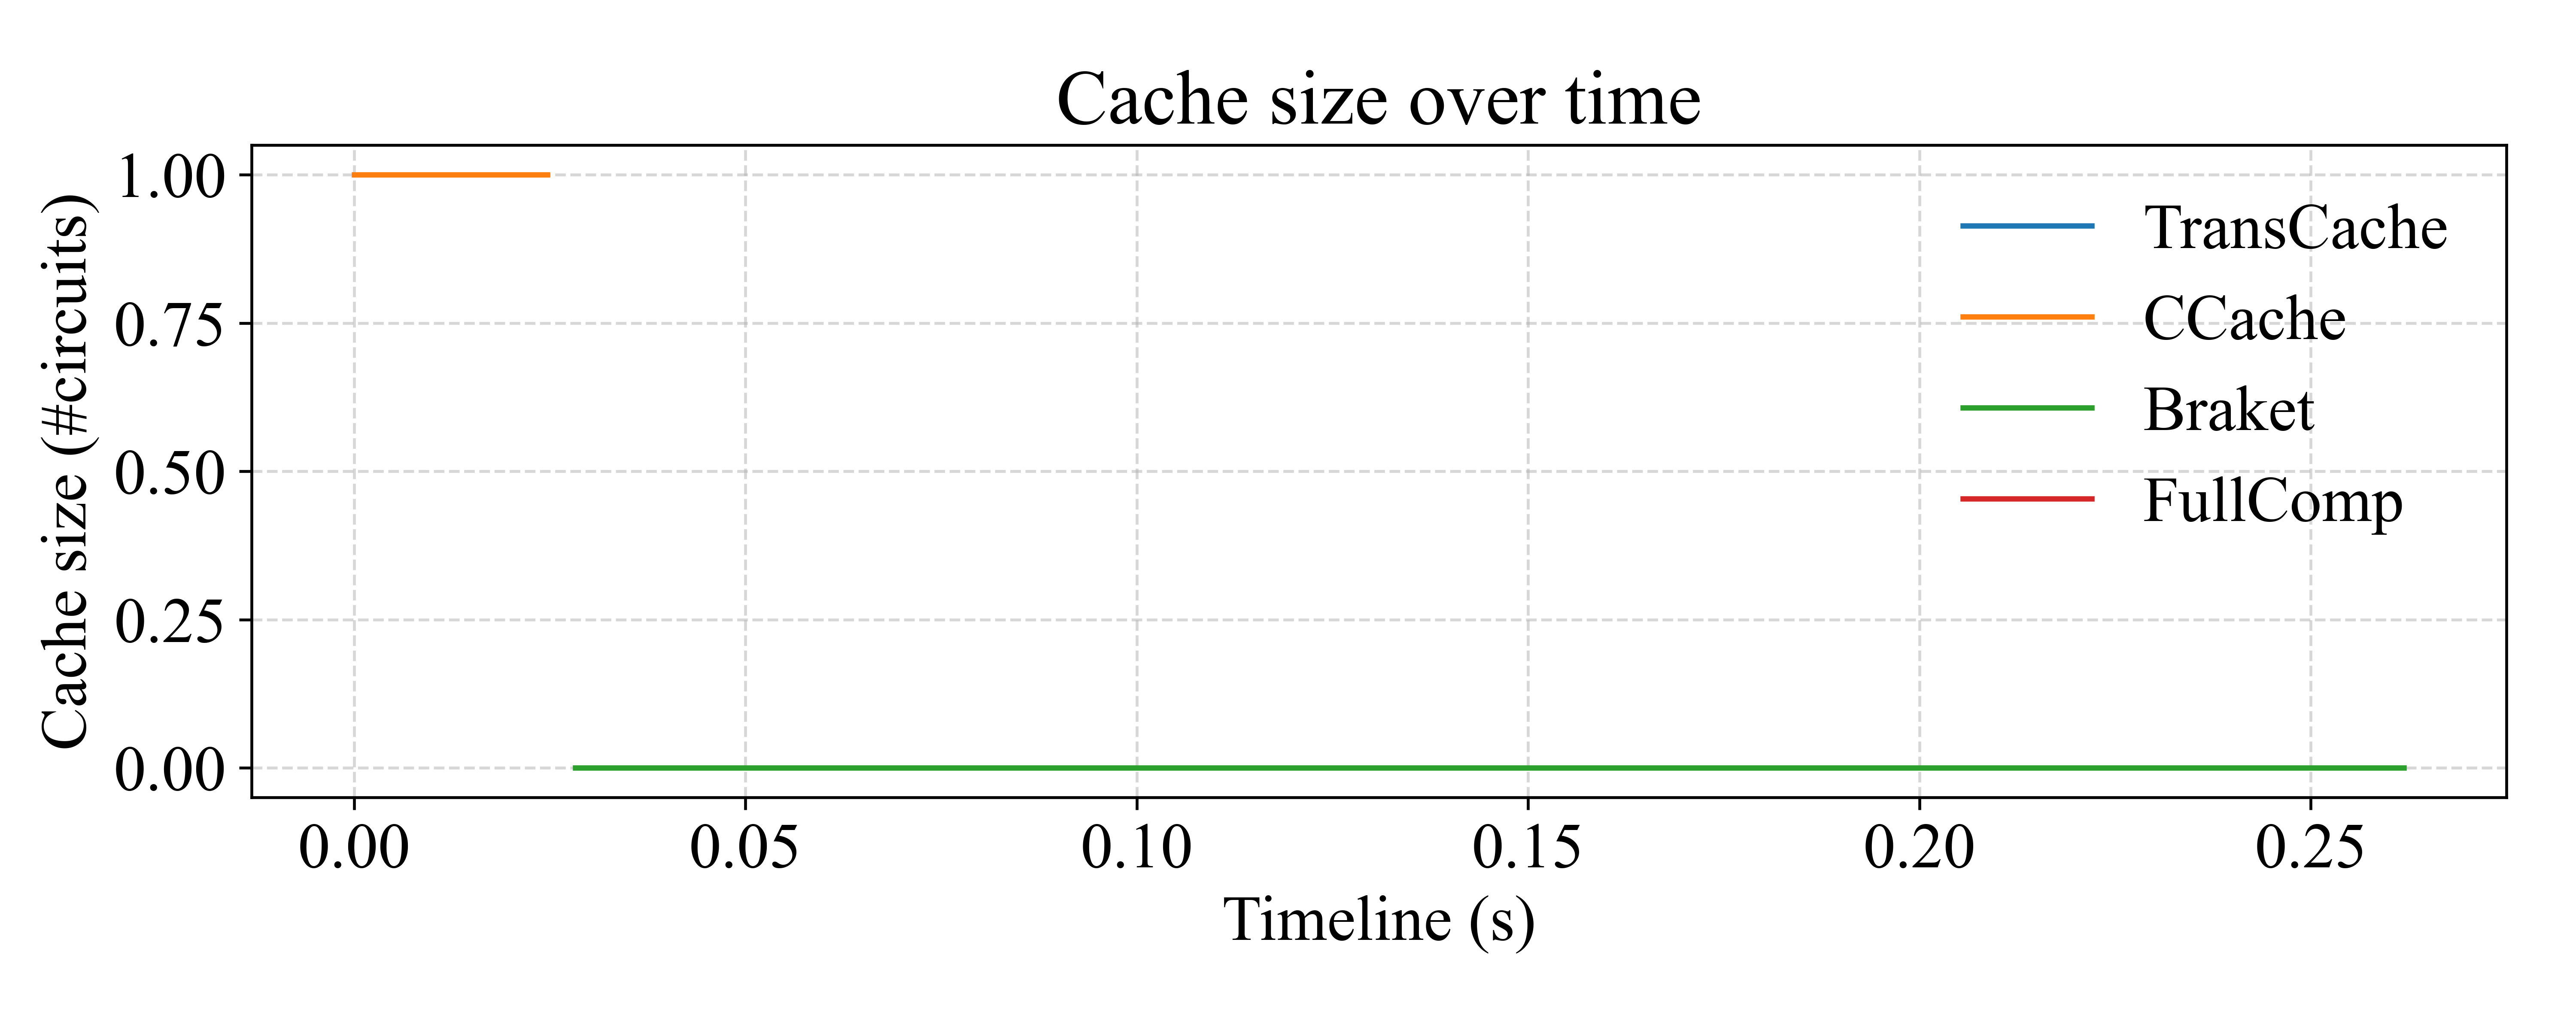 Cache size over time
Cache size (#circuits)
1.00
0.75
0.50
0.25
0.00
TransCache
CCache
Braket
FullComp
0.00 0.05 0.10 0.15 0.20 0.25
Timeline (s)